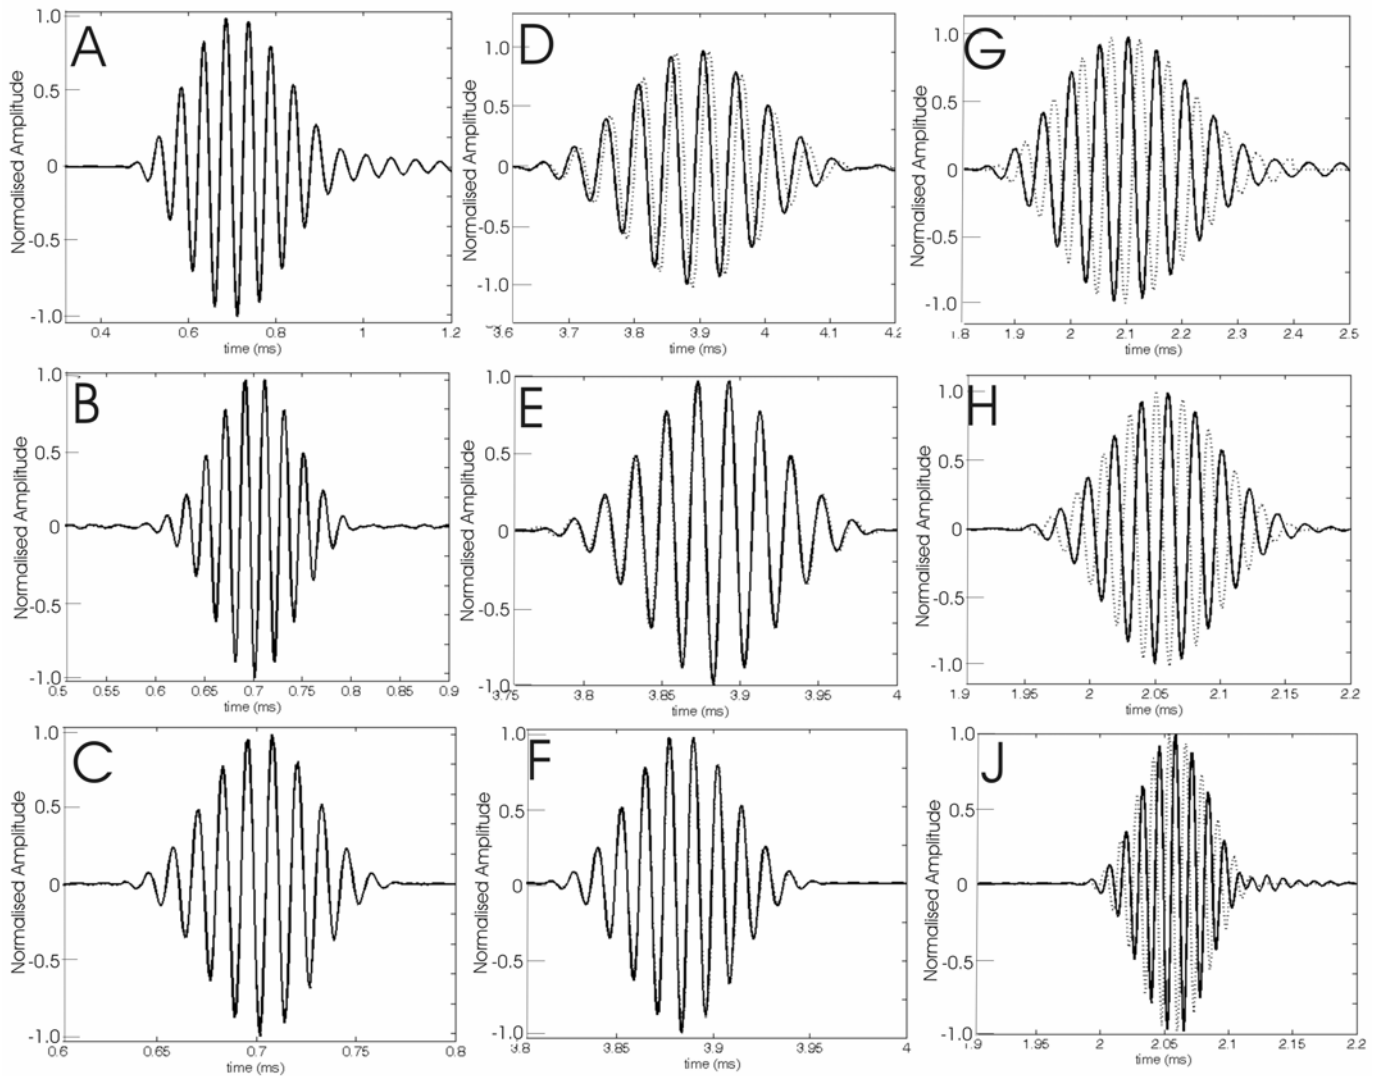 A
Normalised Amplitude
1.0
0.5
0
-0.5
-1.0
0.4 0.6 0.8 1 1.2
time (ms)
D
Normalised Amplitude
1.0
0.5
0
-0.5
-1.0
3.6 3.7 3.8 3.9 4 4.1 4.2
time (ms)
G
Normalised Amplitude
1.0
0.5
0
-0.5
-1.0
1.8 1.9 2 2.1 2.2 2.3 2.4 2.5
time (ms)
B
Normalised Amplitude
1.0
0.5
0
-0.5
-1.0
0.5 0.55 0.6 0.65 0.7 0.75 0.8 0.85 0.9
time (ms)
E
Normalised Amplitude
1.0
0.5
0
-0.5
-1.0
3.75 3.8 3.85 3.9 3.95 4
time (ms)
H
Normalised Amplitude
1.0
0.5
0
-0.5
-1.0
1.9 1.95 2 2.05 2.1 2.15 2.2
time (ms)
C
Normalised Amplitude
1.0
0.5
0
-0.5
-1.0
0.6 0.65 0.7 0.75 0.8
time (ms)
F
Normalised Amplitude
1.0
0.5
0
-0.5
-1.0
3.8 3.85 3.9 3.95 4
time (ms)
J
Normalised Amplitude
1.0
0.5
0
-0.5
-1.0
1.9 1.95 2 2.05 2.1 2.15 2.2
time (ms)